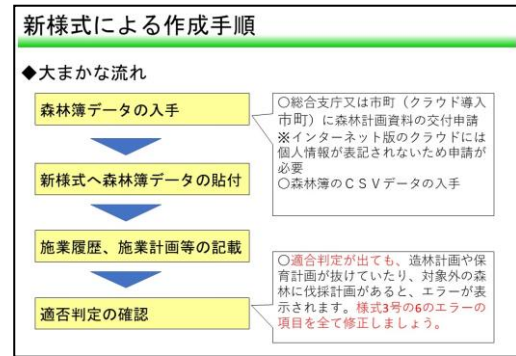 新様式による作成手順
◆大まかな流れ
森林簿データの入手
○総合支庁又は市町（クラウド導入
市町）に森林計画資料の交付申請
※インターネット版のクラウドには
個人情報が表記されないため申請が
必要
○森林簿のＣＳＶデータの入手
新様式へ森林簿データの貼付
施業履歴、施業計画等の記載
適否判定の確認
○適合判定が出ても、造林計画や保
育計画が抜けていたり、対象外の森
林に伐採計画があると、エラーが表
示されます。様式3号の6のエラーの
項目を全て修正しましょう。